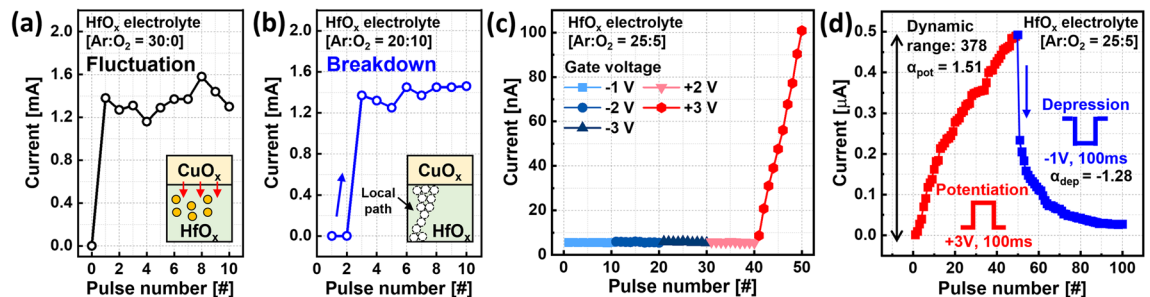 (a)
HfOx electrolyte
[Ar:O2 = 30:0]
Fluctuation
Current [mA]
2.0
1.6
1.2
0.8
0.4
0.0
CuOx
HfOx
0 2 4 6 8 10
Pulse number [#]
(b)
HfOx electrolyte
[Ar:O2 = 20:10]
Breakdown
Current [mA]
2.0
1.6
1.2
0.8
0.4
0.0
CuOx
Local
path
HfOx
0 2 4 6 8 10
Pulse number [#]
(c)
HfOx electrolyte
[Ar:O2 = 25:5]
Gate voltage
-1 V
+2 V
-2 V
+3 V
-3 V
Current [nA]
100
80
60
40
20
0
0 10 20 30 40 50
Pulse number [#]
(d)
HfOx electrolyte
[Ar:O2 = 25:5]
Dynamic
range: 378
αpot = 1.51
Depression
-1V, 100ms
αdep = -1.28
Potentiation
+3V, 100ms
Current [μA]
0.5
0.4
0.3
0.2
0.1
0.0
0 20 40 60 80 100
Pulse number [#]